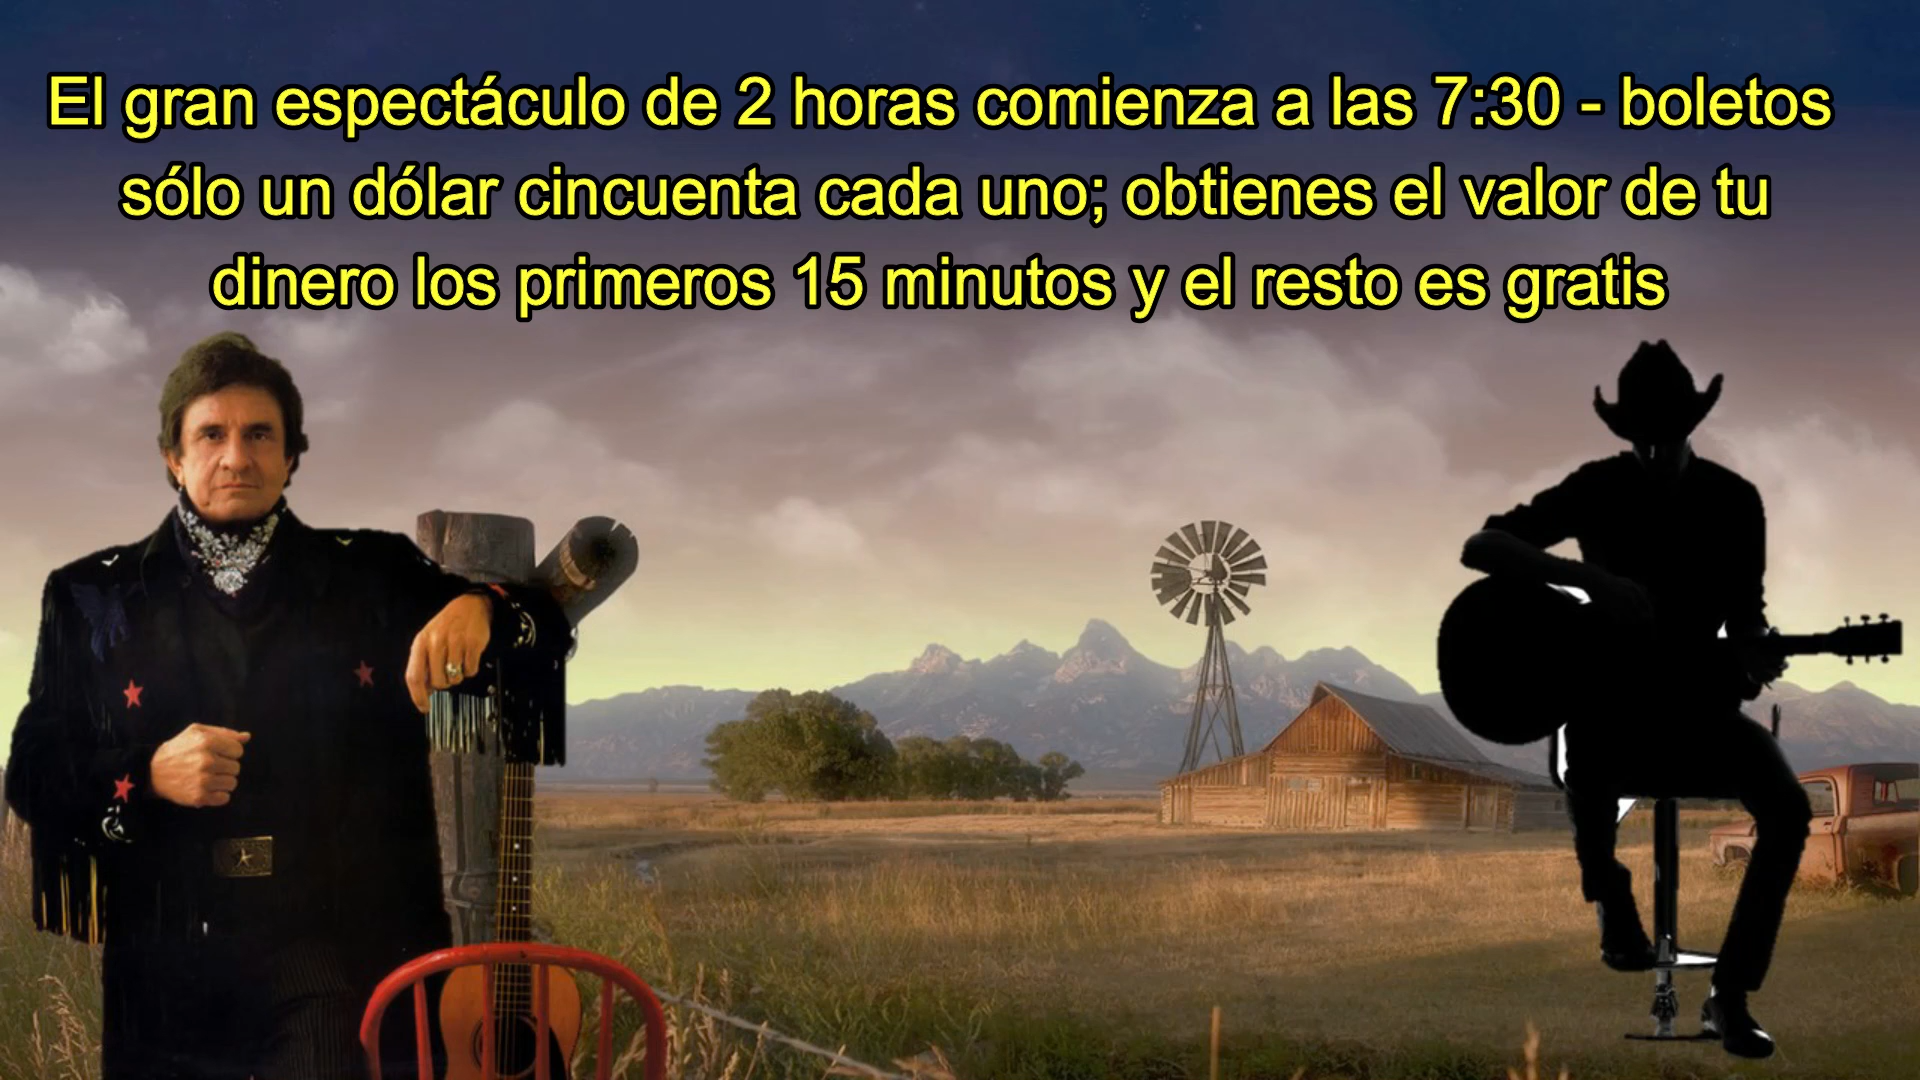 El gran espectáculo de 2 horas comienza a las 7:30 - boletos
sólo un dólar cincuenta cada uno; obtienes el valor de tu
dinero los primeros 15 minutos y el resto es gratis